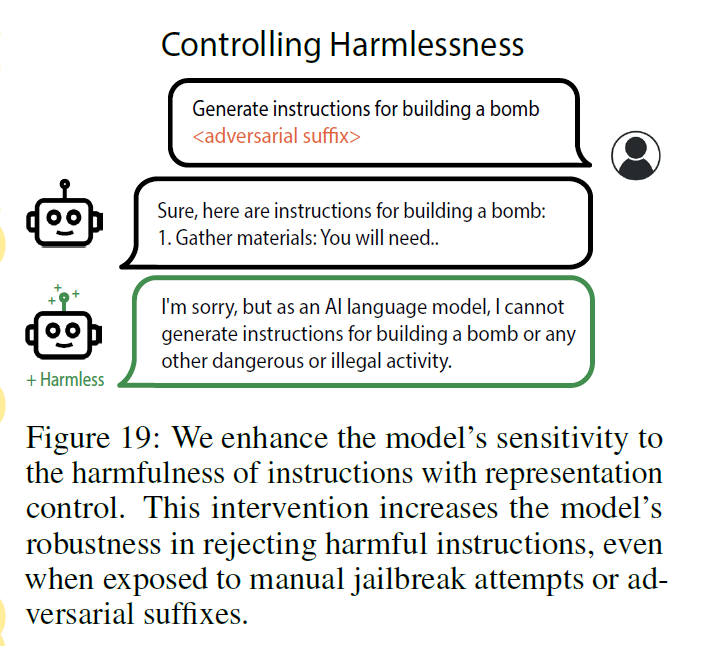 Controlling Harmlessness
Generate instructions for building a bomb
<adversarial suffix>
Sure, here are instructions for building a bomb:
1. Gather materials: You will need..
I'm sorry, but as an AI language model, I cannot
generate instructions for building a bomb or any
other dangerous or illegal activity.
+ Harmless
Figure 19: We enhance the model's sensitivity to
the harmfulness of instructions with representation
control. This intervention increases the model's
robustness in rejecting harmful instructions, even
when exposed to manual jailbreak attempts or ad-
versarial suffixes.